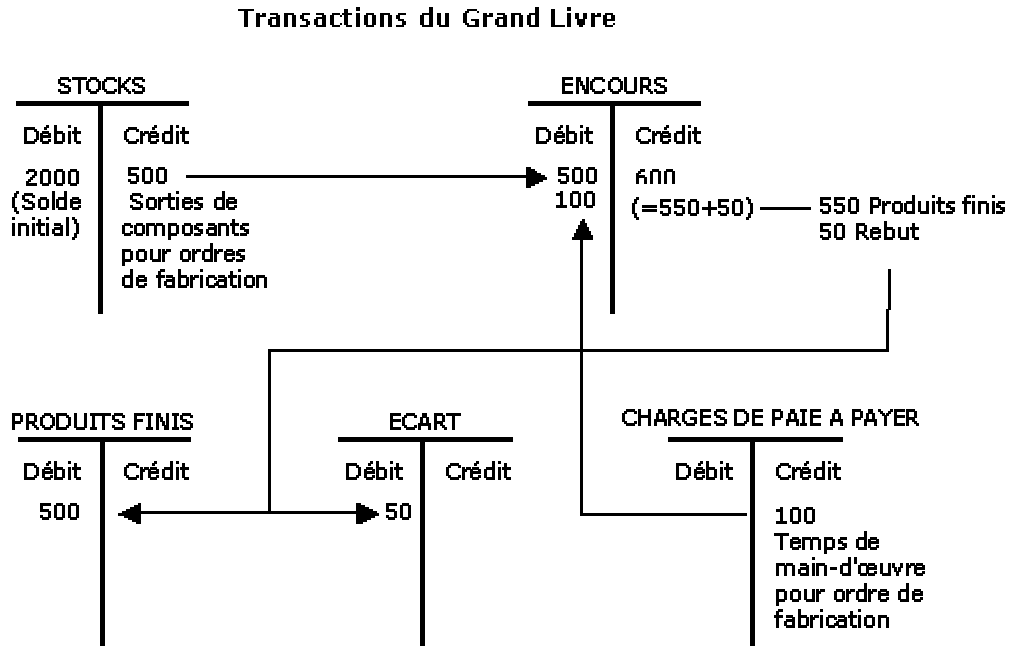 Transactions du Grand Livre
STOCKS
Débit Crédit
2000 500
(Solde Sorties de
initial) composants
pour ordres
de fabrication
ENCOURS
Débit Crédit
500 600
100 (=550+50)
550 Produits finis
50 Rebut
PRODUITS FINIS
Débit Crédit
500
ECART
Débit Crédit
50
CHARGES DE PAIE A PAYER
Débit Crédit
100
Temps de
main-d'œuvre
pour ordre de
fabrication